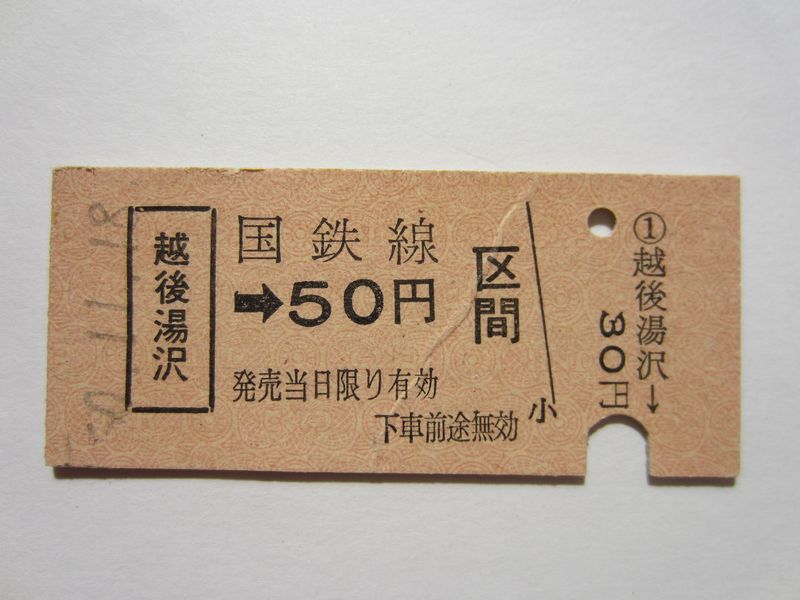 越後湯沢
国鉄線
➡50円
区間
発売当日限り有効
下車前途無効
小
①越後湯沢→
30円